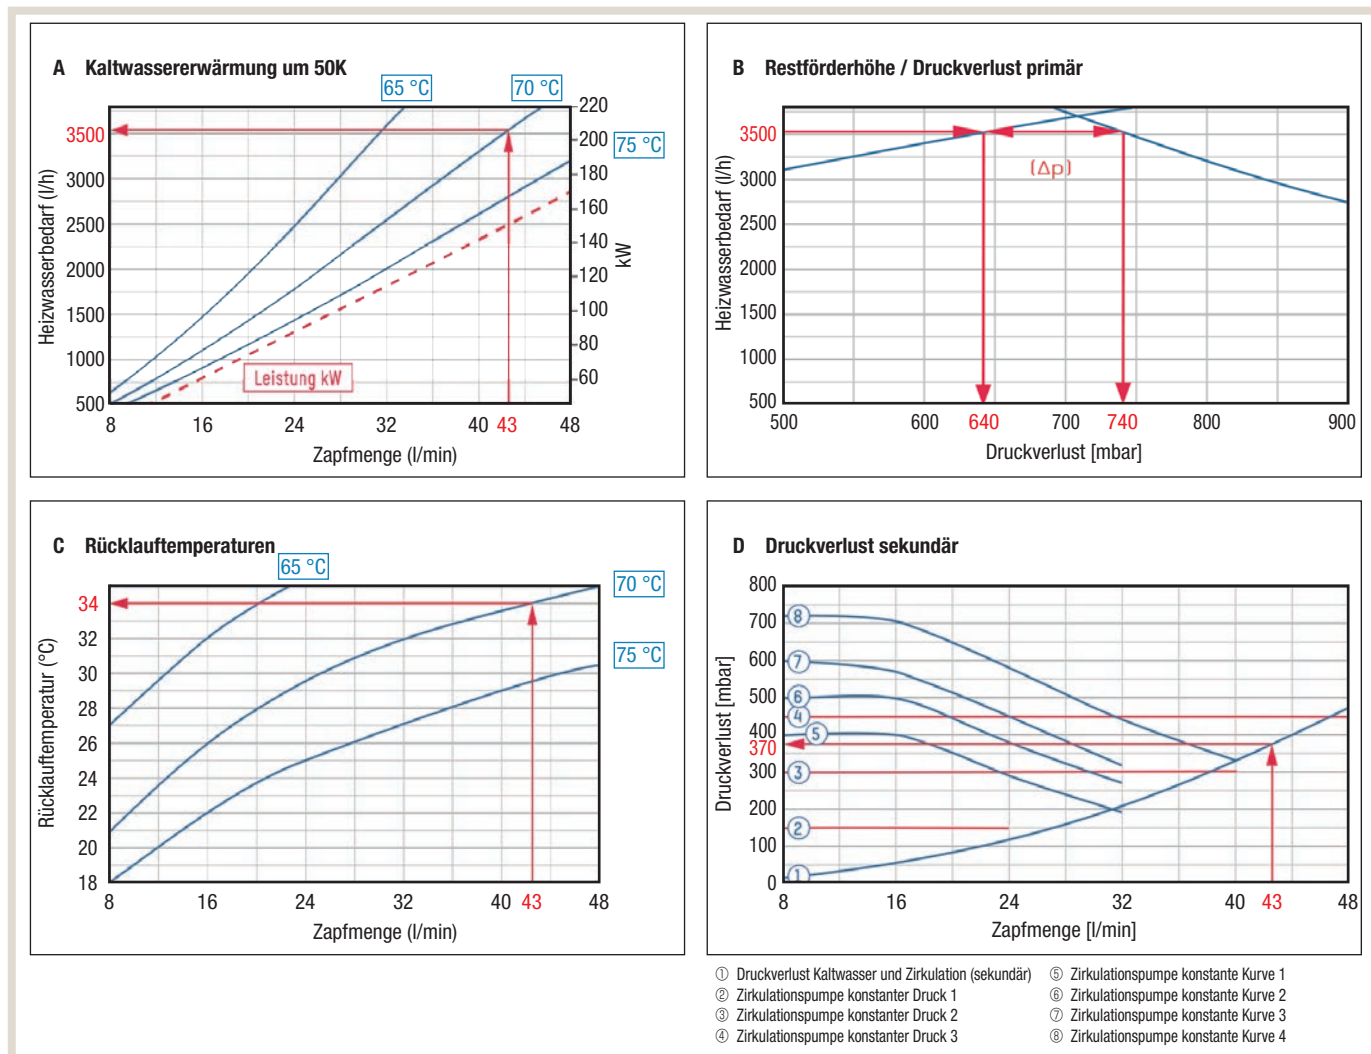 A Kaltwassererwärmung um 50K
65 °C
70 °C
75 °C
3500
3000
2500
2000
1500
1000
500
Heizwasserbedarf (l/h)
220
200
180
160
140
120
100
80
60
kW
Leistung kW
8 16 24 32 40 43 48
Zapfmenge (l/min)
B Restförderhöhe / Druckverlust primär
3500
3000
2500
2000
1500
1000
500
Heizwasserbedarf (l/h)
(Δp)
500 600 640 700 740 800 900
Druckverlust [mbar]
C Rücklauftemperaturen
65 °C
70 °C
75 °C
34
32
30
28
26
24
22
20
18
Rücklauftemperatur (°C)
8 16 24 32 40 43 48
Zapfmenge (l/min)
D Druckverlust sekundär
800
700
600
500
400
370
300
200
100
0
Druckverlust [mbar]
8
7
6
4
5
3
2
1
8 16 24 32 40 43 48
Zapfmenge [l/min]
① Druckverlust Kaltwasser und Zirkulation (sekundär)
② Zirkulationspumpe konstanter Druck 1
③ Zirkulationspumpe konstanter Druck 2
④ Zirkulationspumpe konstanter Druck 3
⑤ Zirkulationspumpe konstante Kurve 1
⑥ Zirkulationspumpe konstante Kurve 2
⑦ Zirkulationspumpe konstante Kurve 3
⑧ Zirkulationspumpe konstante Kurve 4